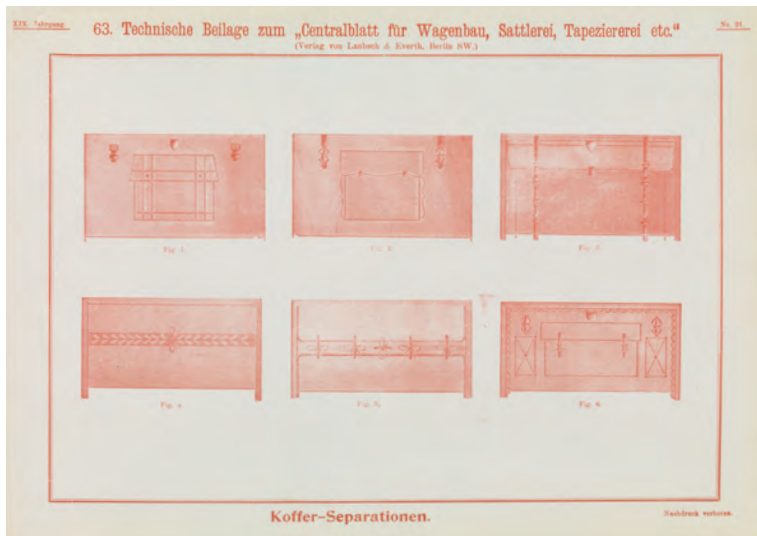 XIX. Jahrgang.
63. Technische Beilage zum „Centralblatt für Wagenbau, Sattlerei, Tapeziererei etc.“
No. 21.
(Verlag von Laubsch & Everth, Berlin SW.)
Fig. 1.
Fig. 2.
Fig. 3.
Fig. 4.
Fig. 5.
Fig. 6.
Koffer-Separationen.
Nachdruck verboten.